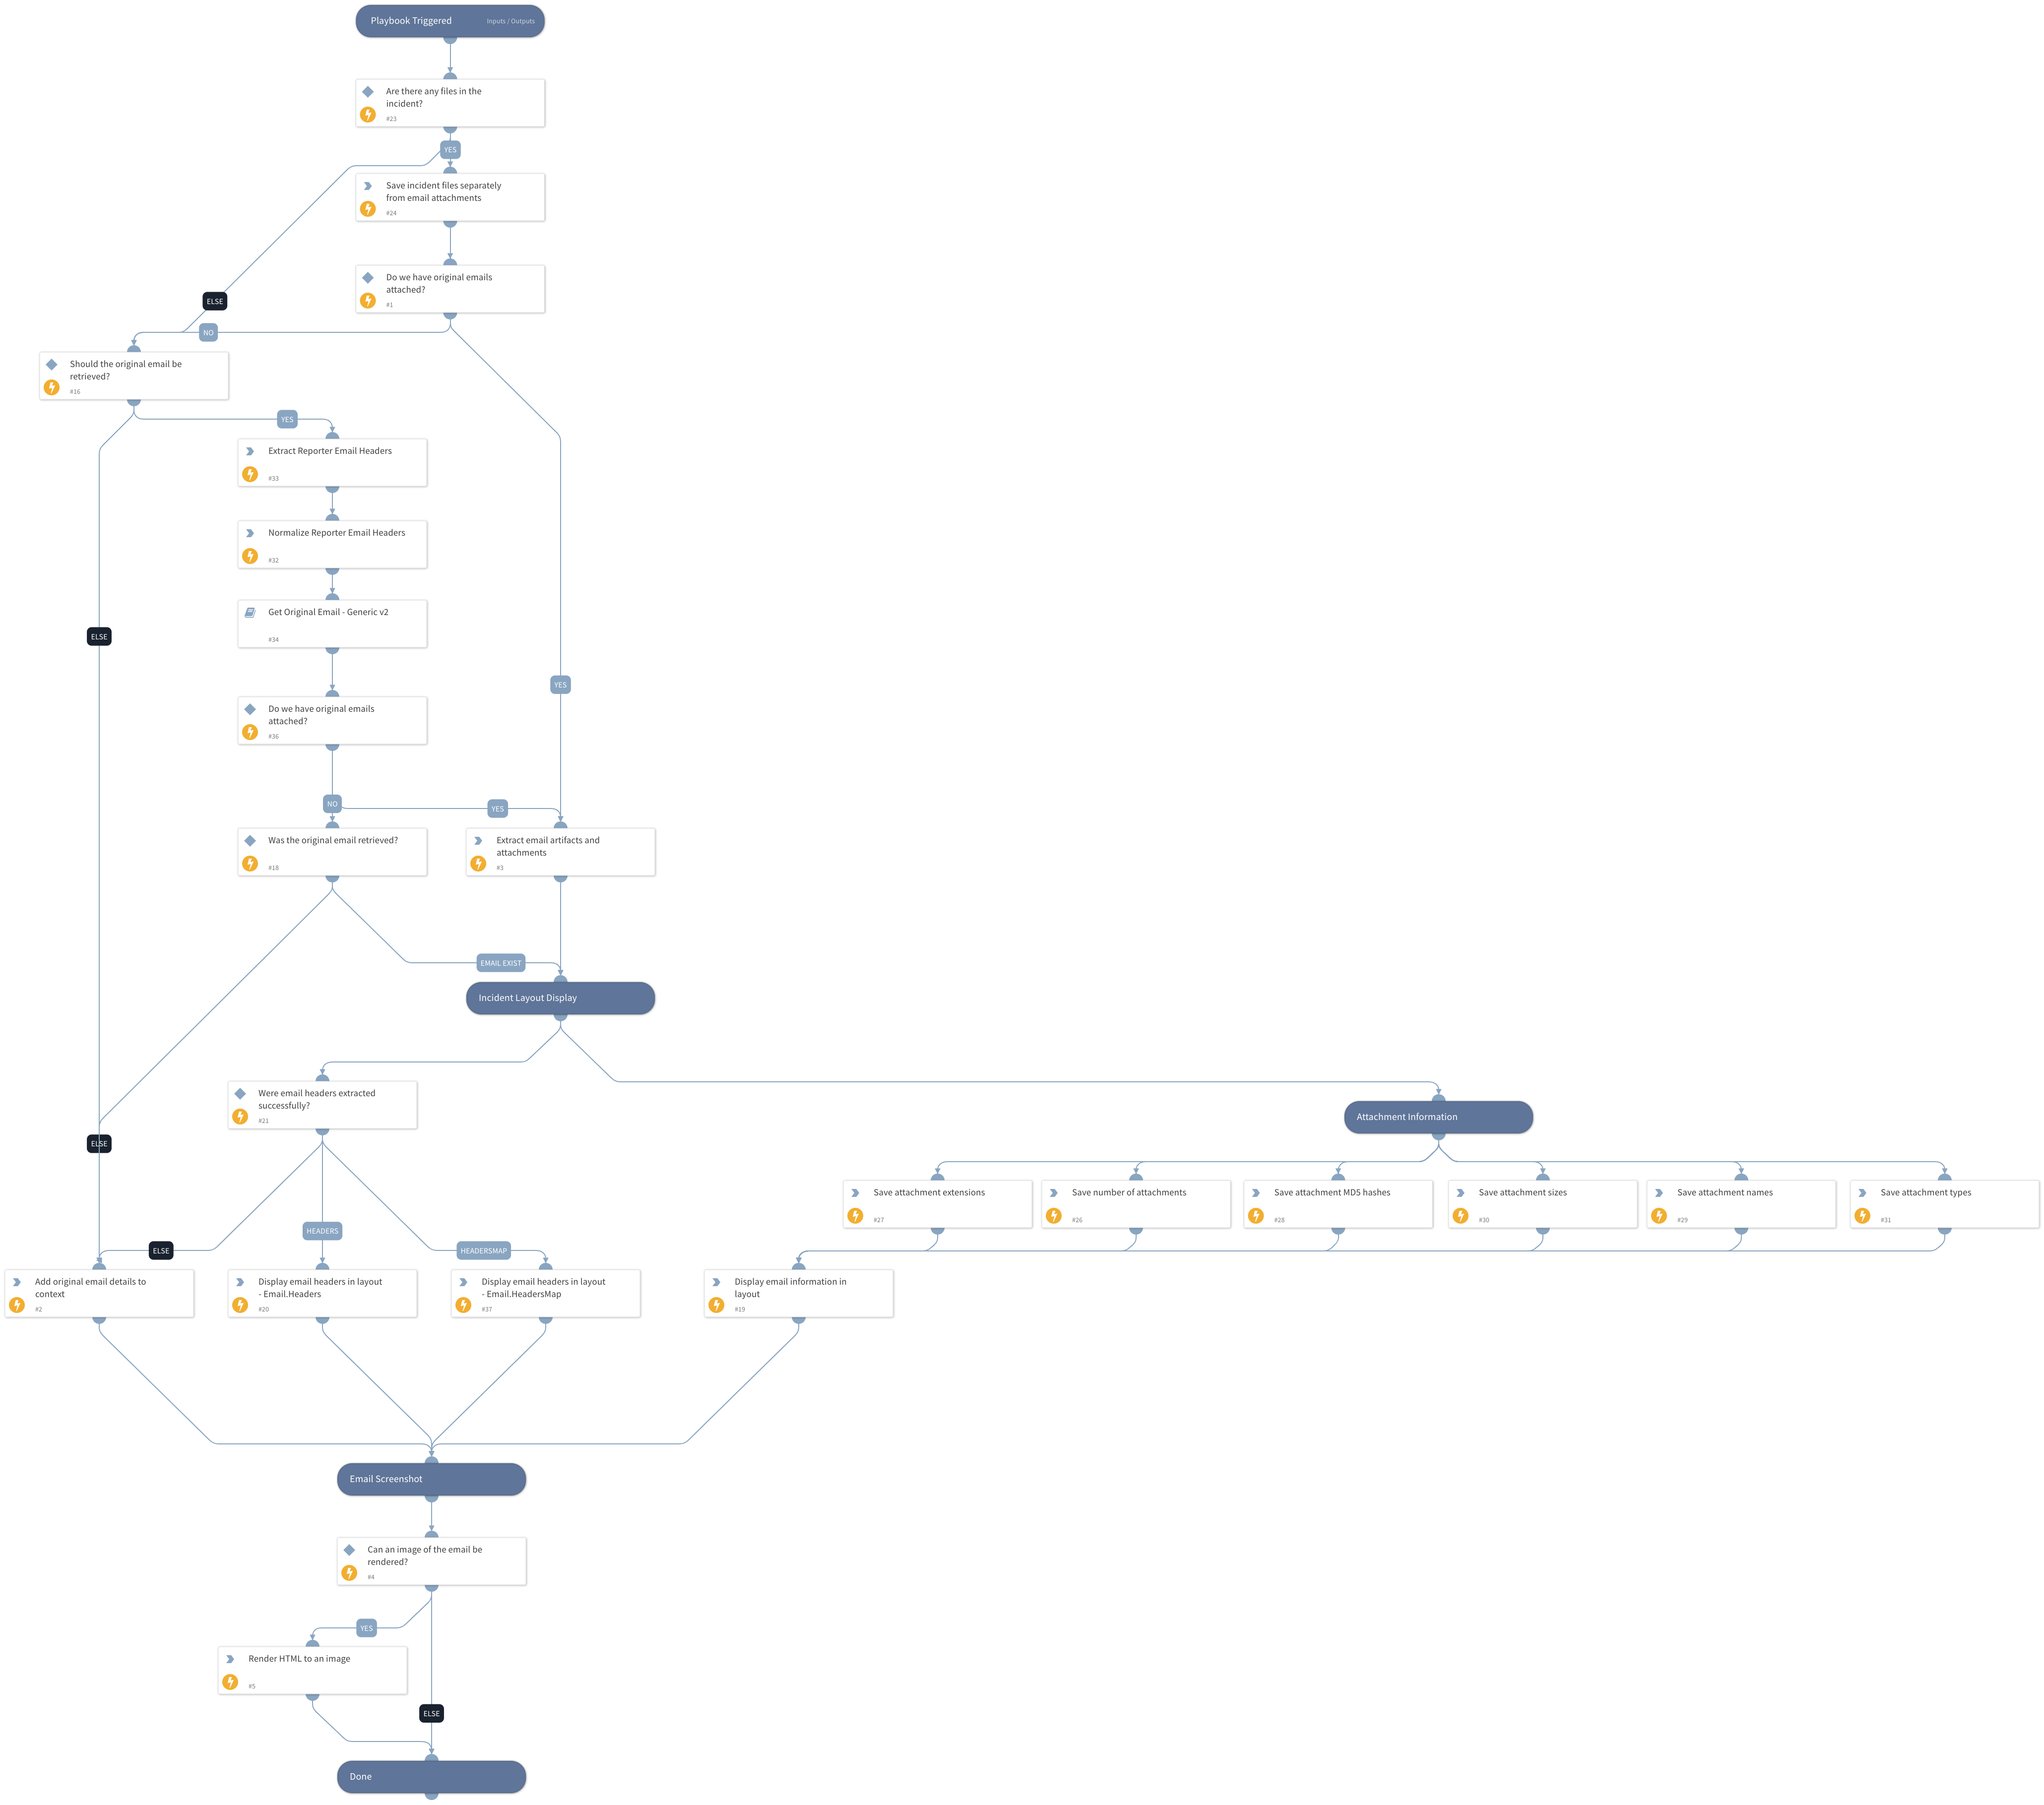 Playbook Triggered
Inputs / Outputs
Are there any files in the
incident?
#23
YES
Save incident files separately
from email attachments
#24
Do we have original emails
attached?
#1
ELSE
NO
Should the original email be
retrieved?
#16
YES
Extract Reporter Email Headers
#33
Normalize Reporter Email Headers
#32
Get Original Email - Generic v2
#34
ELSE
YES
Do we have original emails
attached?
#36
NO
YES
Was the original email retrieved?
#18
Extract email artifacts and
attachments
#3
EMAIL EXIST
Incident Layout Display
Were email headers extracted
successfully?
#21
Attachment Information
ELSE
Save attachment extensions
#27
Save number of attachments
#26
Save attachment MD5 hashes
#28
Save attachment sizes
#30
Save attachment names
#29
Save attachment types
#31
HEADERS
ELSE
HEADERSMAP
Add original email details to
context
#2
Display email headers in layout
- Email.Headers
#20
Display email headers in layout
- Email.HeadersMap
#37
Display email information in
layout
#19
Email Screenshot
Can an image of the email be
rendered?
#4
YES
Render HTML to an image
#5
ELSE
Done